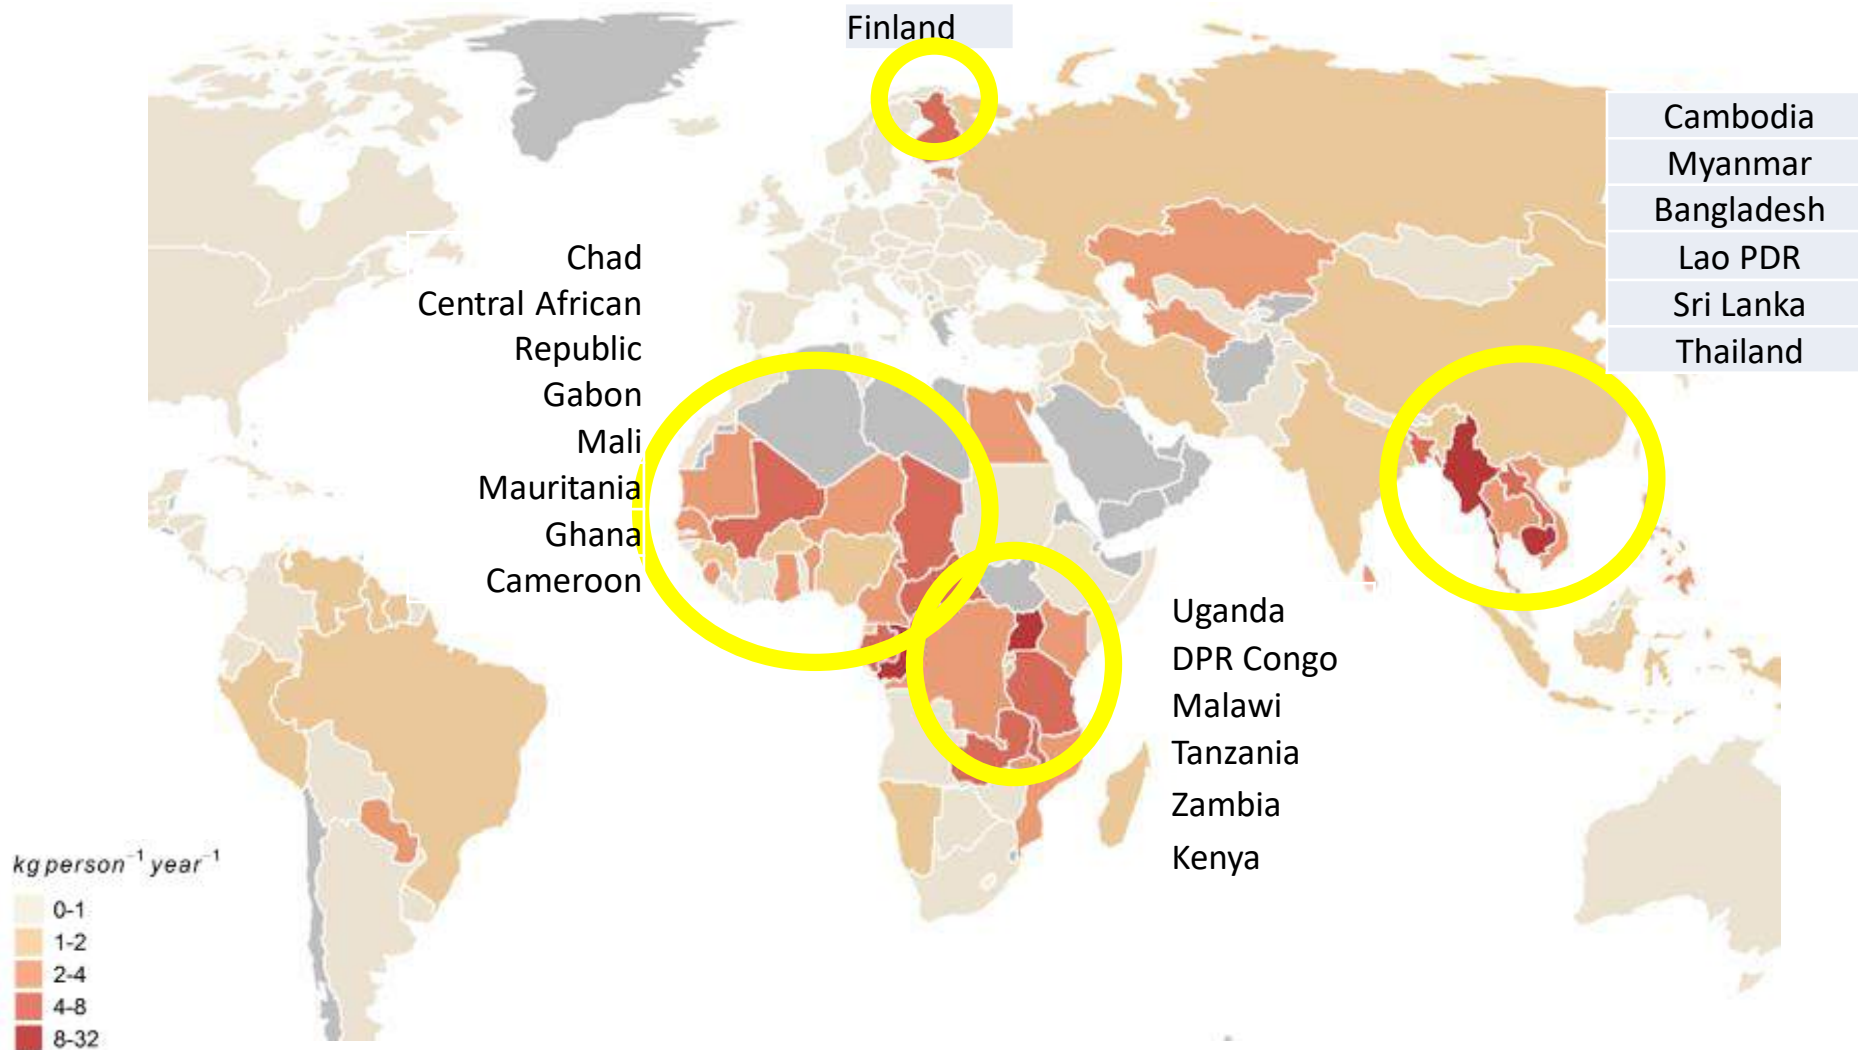 Finland
Cambodia
Myanmar
Bangladesh
Lao PDR
Sri Lanka
Thailand
Chad
Central African
Republic
Gabon
Mali
Mauritania
Ghana
Cameroon
Uganda
DPR Congo
Malawi
Tanzania
Zambia
Kenya
kg person⁻¹ year⁻¹
0-1
1-2
2-4
4-8
8-32